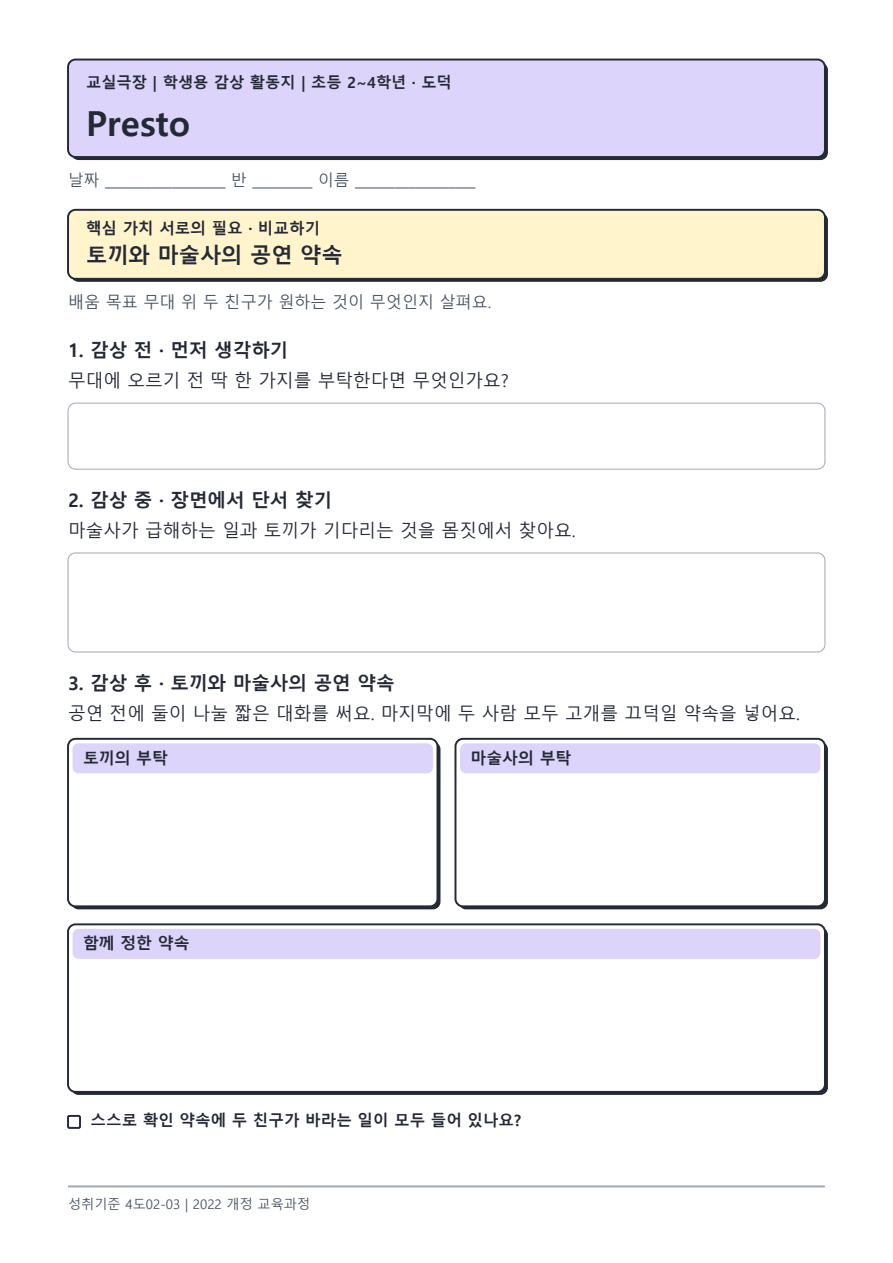 교실극장 | 학생용 감상 활동지 | 초등 2~4학년 · 도덕
Presto
날짜 _______________ 반 _______ 이름 _______________
핵심 가치 서로의 필요 · 비교하기
토끼와 마술사의 공연 약속
배움 목표 무대 위 두 친구가 원하는 것이 무엇인지 살펴요.
1. 감상 전 · 먼저 생각하기
무대에 오르기 전 딱 한 가지를 부탁한다면 무엇인가요?
2. 감상 중 · 장면에서 단서 찾기
마술사가 급해하는 일과 토끼가 기다리는 것을 몸짓에서 찾아요.
3. 감상 후 · 토끼와 마술사의 공연 약속
공연 전에 둘이 나눌 짧은 대화를 써요. 마지막에 두 사람 모두 고개를 끄덕일 약속을 넣어요.
토끼의 부탁
마술사의 부탁
함께 정한 약속
스스로 확인 약속에 두 친구가 바라는 일이 모두 들어 있나요?
성취기준 4도02-03 | 2022 개정 교육과정